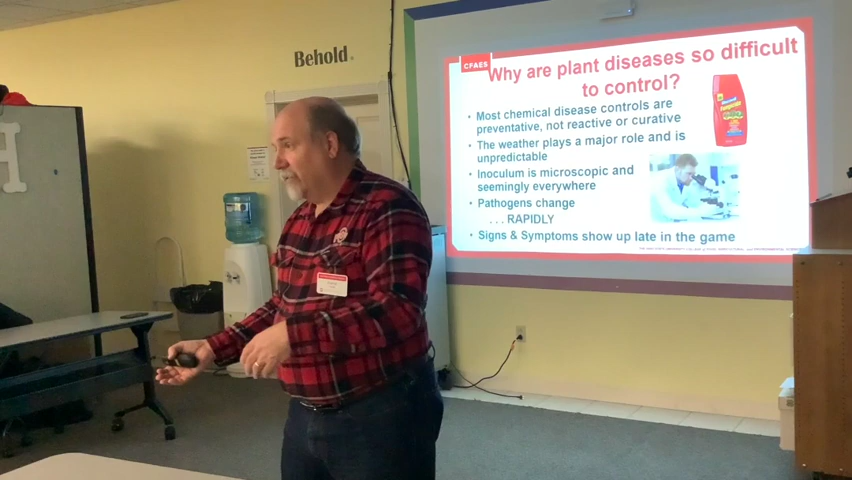 Behold.
CFAES
Why are plant diseases so difficult
to control?
• Most chemical disease controls are
preventative, not reactive or curative
• The weather plays a major role and is
unpredictable
• Inoculum is microscopic and
seemingly everywhere
• Pathogens change
. . . RAPIDLY
• Signs & Symptoms show up late in the game